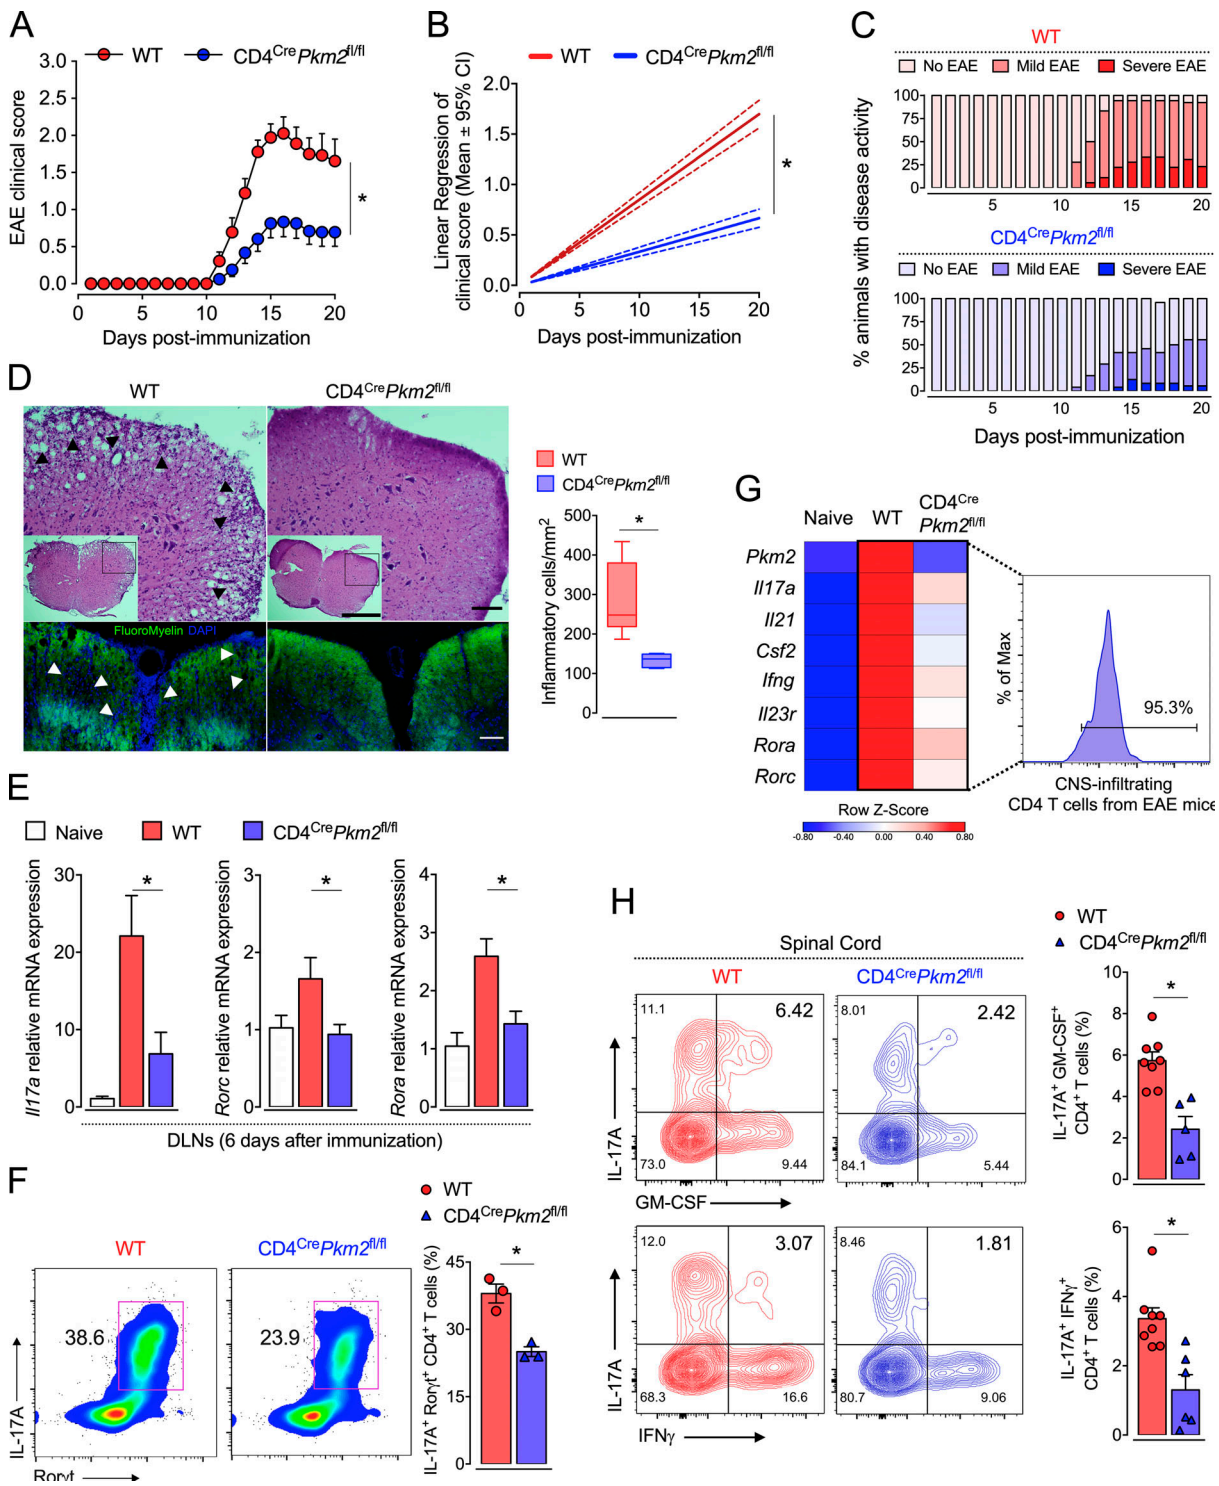 A
WT CD4CrePkm2fl/fl
EAE clinical score
3.0
2.5
2.0
1.5
1.0
0.5
0.0
0 5 10 15 20
Days post-immunization
*
B
WT CD4CrePkm2fl/fl
Linear Regression of
clinical score (Mean ± 95% CI)
2.0
1.5
1.0
0.5
0.0
0 5 10 15 20
Days post-immunization
*
C
WT
No EAE Mild EAE Severe EAE
% animals with disease activity
100
75
50
25
0
5 10 15 20
CD4CrePkm2fl/fl
No EAE Mild EAE Severe EAE
100
75
50
25
0
5 10 15 20
Days post-immunization
D
WT CD4CrePkm2fl/fl
FluoroMyelin DAPI
WT
CD4CrePkm2fl/fl
Inflammatory cells/mm2
500
400
300
200
100
0
*
E
Naive WT CD4CrePkm2fl/fl
Il17a relative mRNA expression
30
20
10
0
*
Rorc relative mRNA expression
3
2
1
0
*
Rora relative mRNA expression
4
3
2
1
0
*
DLNs (6 days after immunization)
F
WT CD4CrePkm2fl/fl
38.6
23.9
IL-17A
Rorγt
WT
CD4CrePkm2fl/fl
IL-17A+ Rorγt+ CD4+ T cells (%)
45
30
15
0
*
G
Naive WT CD4Cre
Pkm2fl/fl
Pkm2
Il17a
Il21
Csf2
Ifng
Il23r
Rora
Rorc
Row Z-Score
-0.80 -0.40 0.00 0.40 0.80
% of Max
95.3%
CNS-infiltrating
CD4 T cells from EAE mice
H
Spinal Cord
WT CD4CrePkm2fl/fl
11.1 6.42
73.0 9.44
8.01 2.42
84.1 5.44
IL-17A
GM-CSF
12.0 3.07
68.3 16.6
8.46 1.81
80.7 9.06
IL-17A
IFNγ
WT
CD4CrePkm2fl/fl
IL-17A+ GM-CSF+
CD4+ T cells (%)
10
8
6
4
2
0
*
IL-17A+ IFNγ+
CD4+ T cells (%)
6
4
2
0
*